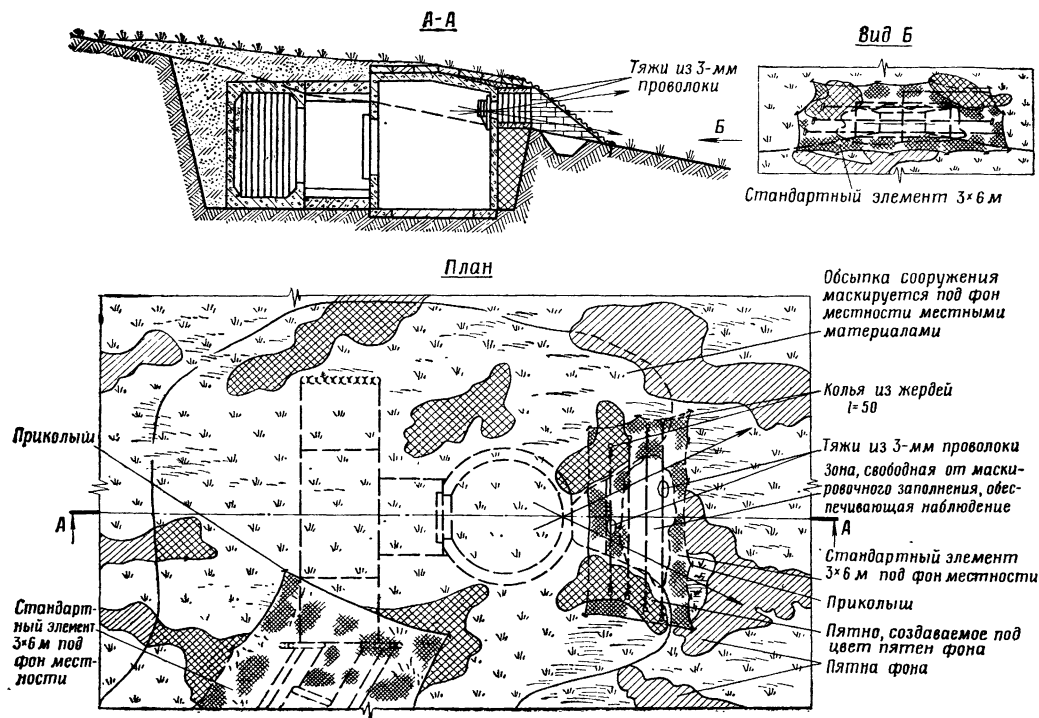 А-А
Вид Б
Тяжи из 3-мм
проволоки
Б
Стандартный элемент 3×6 м
План
Обсыпка сооружения
маскируется под фон
местности местными
материалами
Колья из жердей
l=50
Приколыш
Тяжи из 3-мм проволоки
Зона, свободная от маски-
ровочного заполнения, обес-
печивающая наблюдение
А
А
Стандартный элемент
3×6 м под фон местности
Приколыш
Стандарт-
ный элемент
3×6 м под
фон мест-
ности
Пятно, создаваемое под
цвет пятен фона
Пятна фона